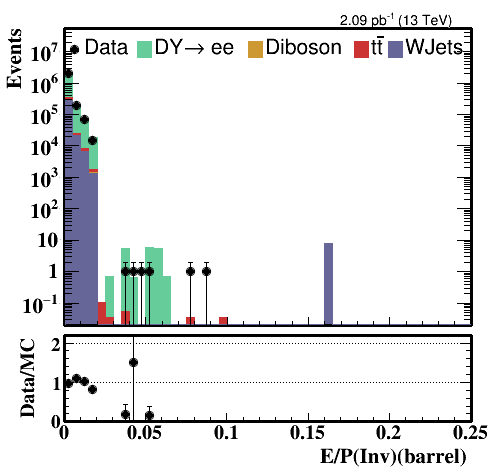 2.09 pb⁻¹ (13 TeV)
Events
Data DY→ ee Diboson tt̄ WJets
10⁷
10⁶
10⁵
10⁴
10³
10²
10
1
10⁻¹
Data/MC
2
1
0
0 0.05 0.1 0.15 0.2 0.25
E/P(Inv)(barrel)